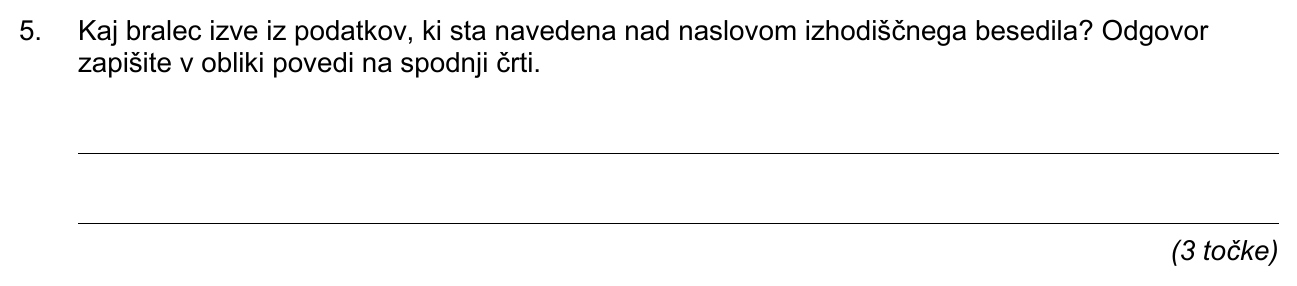 5. Kaj bralec izve iz podatkov, ki sta navedena nad naslovom izhodiščnega besedila? Odgovor
zapišite v obliki povedi na spodnji črti.
(3 točke)